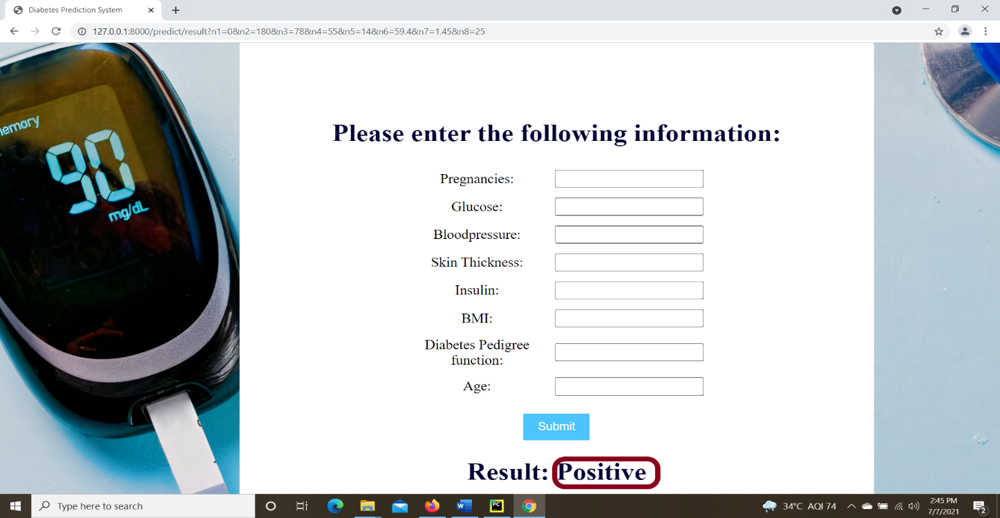 Diabetes Prediction System
127.0.0.1:8000/predict/result?n1=0&n2=180&n3=78&n4=55&n5=14&n6=59.4&n7=1.45&n8=25
90
mg/dL
Please enter the following information:
Pregnancies:
Glucose:
Bloodpressure:
Skin Thickness:
Insulin:
BMI:
Diabetes Pedigree
function:
Age:
Submit
Result: Positive
Type here to search
W
PC
34°C AQI 74
2:45 PM
7/7/2021
2